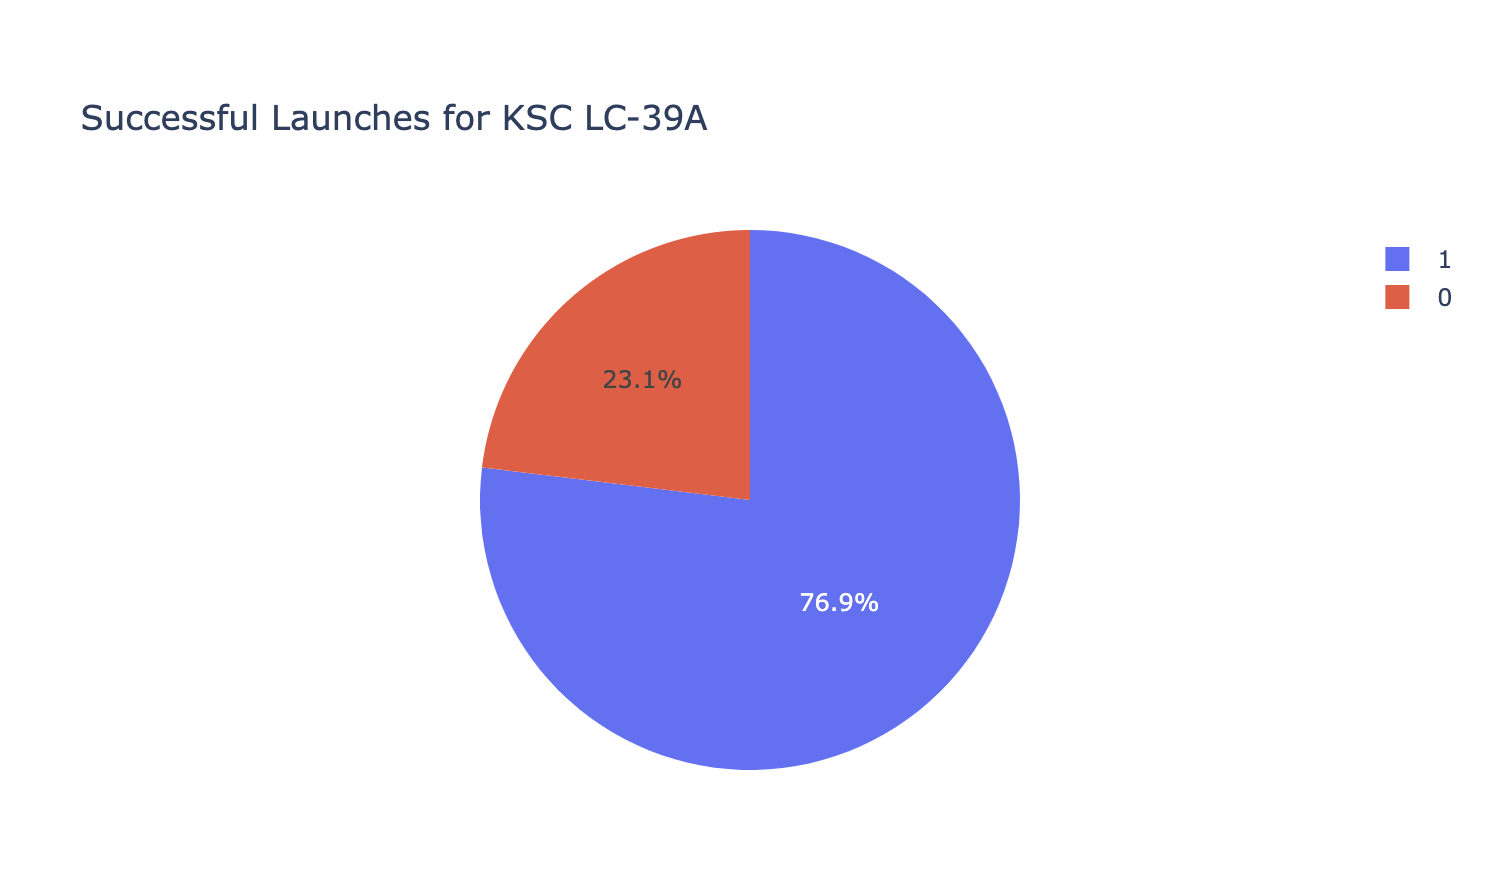 Successful Launches for KSC LC-39A
1
0
23.1%
76.9%